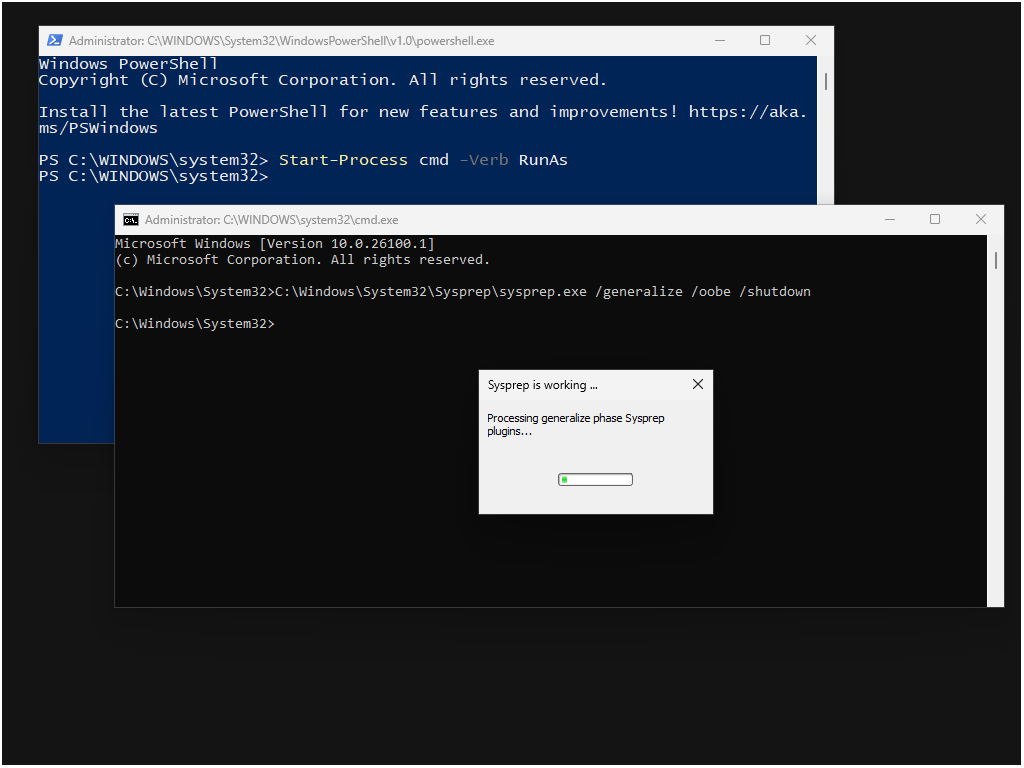 Administrator: C:\WINDOWS\System32\WindowsPowerShell\v1.0\powershell.exe
Windows PowerShell
Copyright (C) Microsoft Corporation. All rights reserved.
Install the latest PowerShell for new features and improvements! https://aka.
ms/PSWindows
PS C:\WINDOWS\system32> Start-Process cmd -Verb RunAs
PS C:\WINDOWS\system32>
Administrator: C:\WINDOWS\system32\cmd.exe
Microsoft Windows [Version 10.0.26100.1]
(c) Microsoft Corporation. All rights reserved.
C:\Windows\System32>C:\Windows\System32\Sysprep\sysprep.exe /generalize /oobe /shutdown
C:\Windows\System32>
Sysprep is working ...
Processing generalize phase Sysprep
plugins...